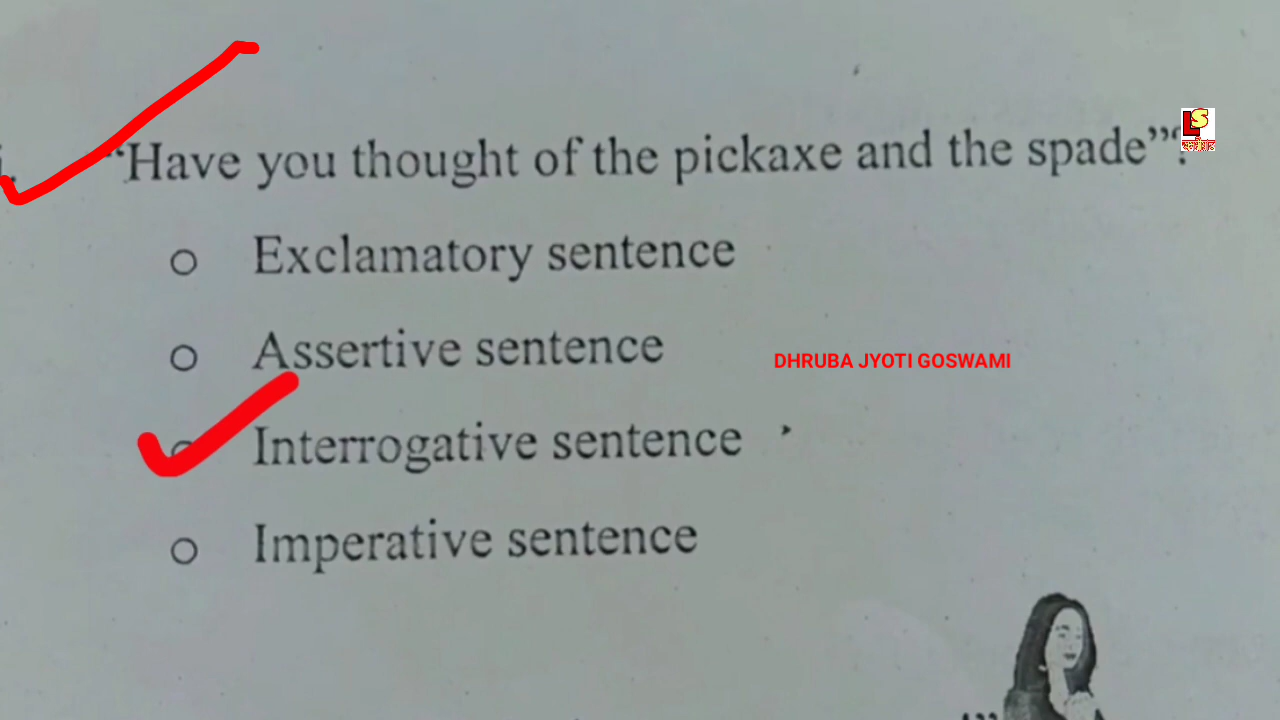 i. “Have you thought of the pickaxe and the spade”?
o Exclamatory sentence
o Assertive sentence
DHRUBA JYOTI GOSWAMI
Interrogative sentence
o Imperative sentence
”